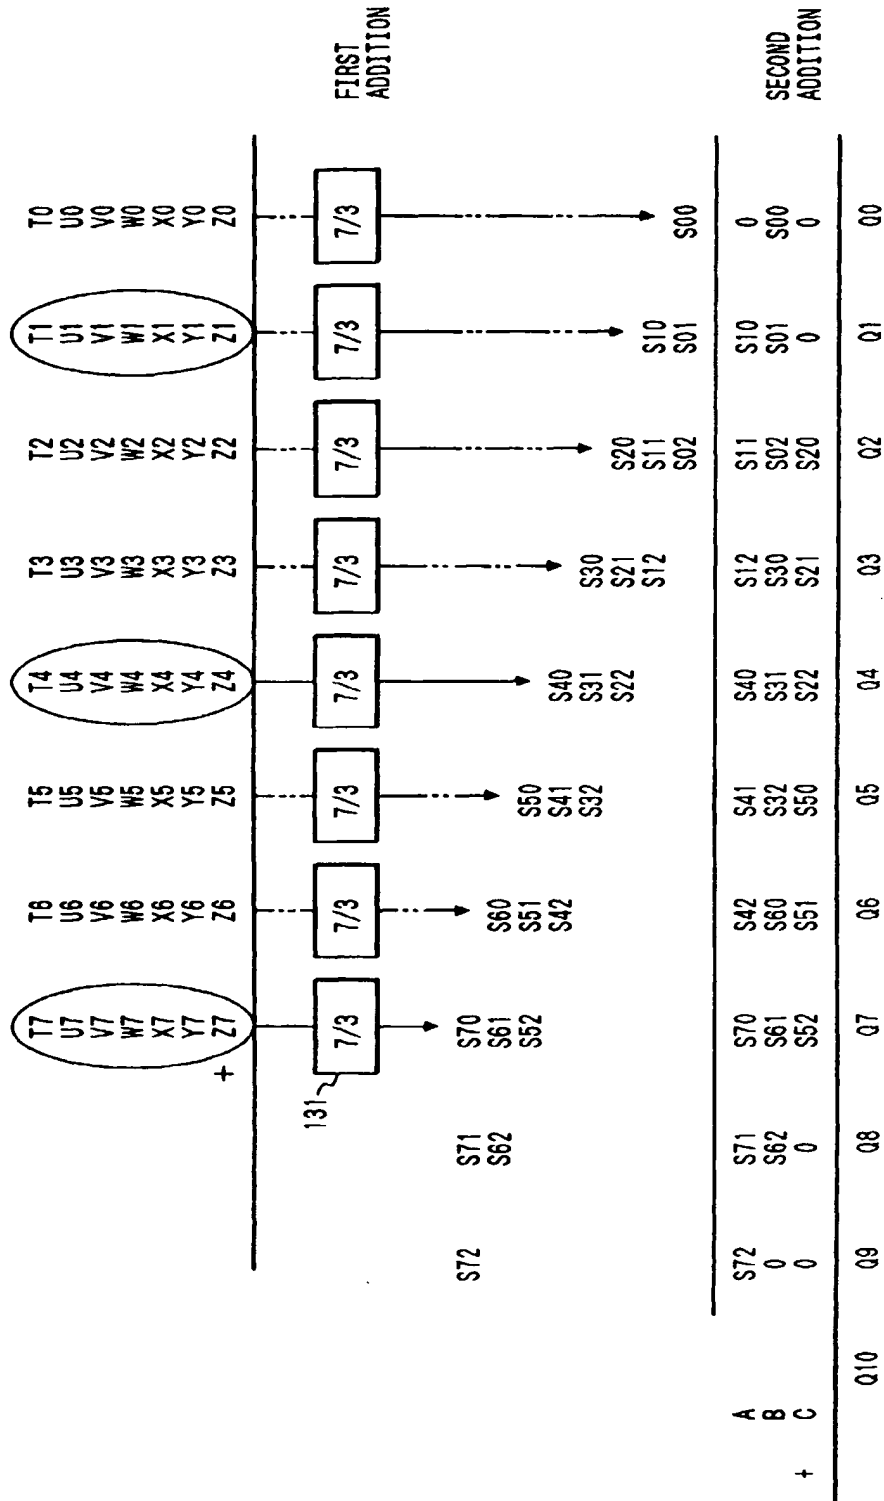 T7 T6 T5 T4 T3 T2 T1 T0
U7 U6 U5 U4 U3 U2 U1 U0
V7 V6 V5 V4 V3 V2 V1 V0
W7 W6 W5 W4 W3 W2 W1 W0
X7 X6 X5 X4 X3 X2 X1 X0
Y7 Y6 Y5 Y4 Y3 Y2 Y1 Y0
+ Z7 Z6 Z5 Z4 Z3 Z2 Z1 Z0
131
7/3 7/3 7/3 7/3 7/3 7/3 7/3 7/3 FIRST
ADDITION
S72 S71 S70
S62 S61 S60
S52 S51 S50
S42 S41 S40
S32 S31 S30
S22 S21 S20
S12 S11 S10
S02 S01 S00
A S72 S71 S70 S42 S41 S40 S12 S11 S10 0
B 0 S62 S61 S60 S32 S31 S30 S02 S01 S00 SECOND
+ C 0 0 S52 S51 S50 S22 S21 S20 0 0 ADDITION
Q10 Q9 Q8 Q7 Q6 Q5 Q4 Q3 Q2 Q1 Q0